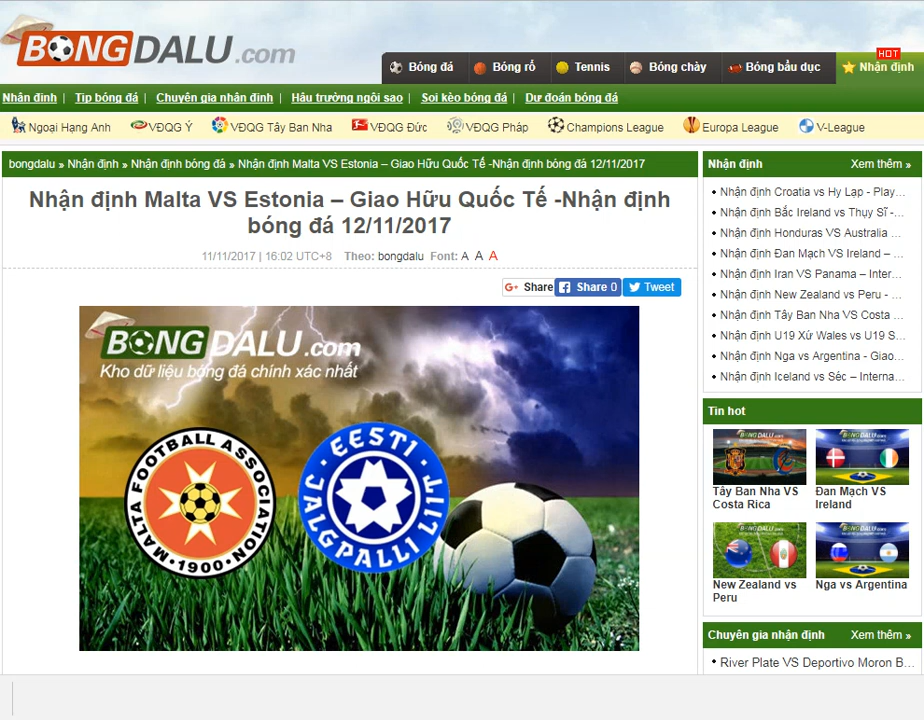 BONGDALU.com
HOT
Bóng đá
Bóng rổ
Tennis
Bóng chày
Bóng bầu dục
Nhận định
Nhận định | Tip bóng đá | Chuyên gia nhận định | Hậu trường ngôi sao | Soi kèo bóng đá | Dự đoán bóng đá
Ngoại Hạng Anh
VĐQG Ý
VĐQG Tây Ban Nha
VĐQG Đức
VĐQG Pháp
Champions League
Europa League
V-League
bongdalu » Nhận định » Nhận định bóng đá » Nhận định Malta VS Estonia – Giao Hữu Quốc Tế -Nhận định bóng đá 12/11/2017
Nhận định Malta VS Estonia – Giao Hữu Quốc Tế -Nhận định
bóng đá 12/11/2017
11/11/2017 | 16:02 UTC+8 Theo: bongdalu Font: A A A
G+ Share
Share 0
Tweet
BONGDALU.com
Kho dữ liệu bóng đá chính xác nhất
MALTA FOOTBALL ASSOCIATION
• 1900 •
EESTI
JALGPALLI LIIT
Nhận định
Xem thêm »
Nhận định Croatia vs Hy Lạp - Play...
Nhận định Bắc Ireland vs Thụy Sĩ -...
Nhận định Honduras VS Australia ...
Nhận định Đan Mạch VS Ireland – ...
Nhận định Iran VS Panama – Inter...
Nhận định New Zealand vs Peru - ...
Nhận định Tây Ban Nha VS Costa ...
Nhận định U19 Xứ Wales vs U19 S...
Nhận định Nga vs Argentina - Giao...
Nhận định Iceland vs Séc – Interna...
Tin hot
Tây Ban Nha VS
Costa Rica
Đan Mạch VS
Ireland
New Zealand vs
Peru
Nga vs Argentina
Chuyên gia nhận định
Xem thêm »
River Plate VS Deportivo Moron B...